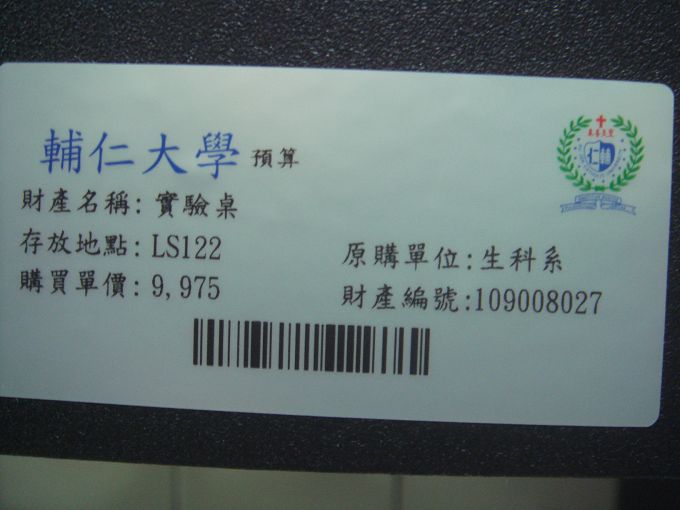 輔仁大學 預算
財產名稱: 實驗桌
存放地點: LS122
原購單位: 生科系
購買單價: 9,975
財產編號:109008027